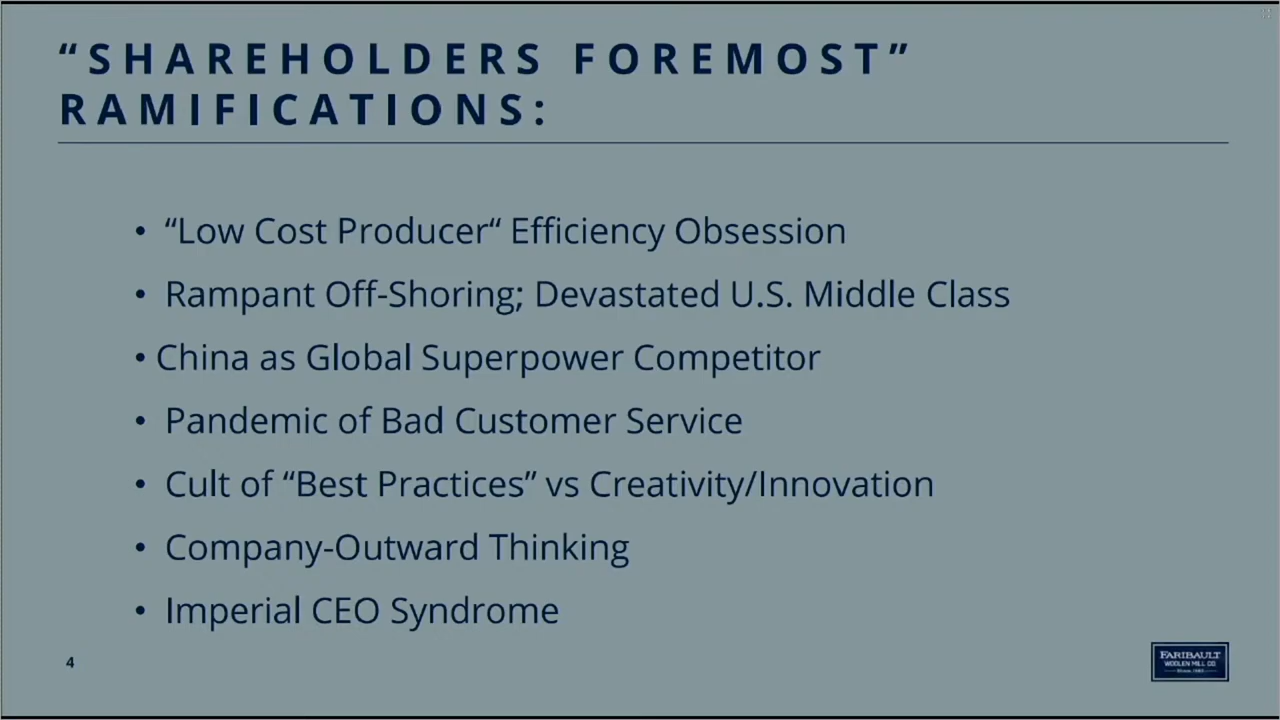 “SHAREHOLDERS FOREMOST”
RAMIFICATIONS:
• “Low Cost Producer“ Efficiency Obsession
• Rampant Off-Shoring; Devastated U.S. Middle Class
• China as Global Superpower Competitor
• Pandemic of Bad Customer Service
• Cult of “Best Practices” vs Creativity/Innovation
• Company-Outward Thinking
• Imperial CEO Syndrome
4
FARIBAULT
WOOLEN MILL CO